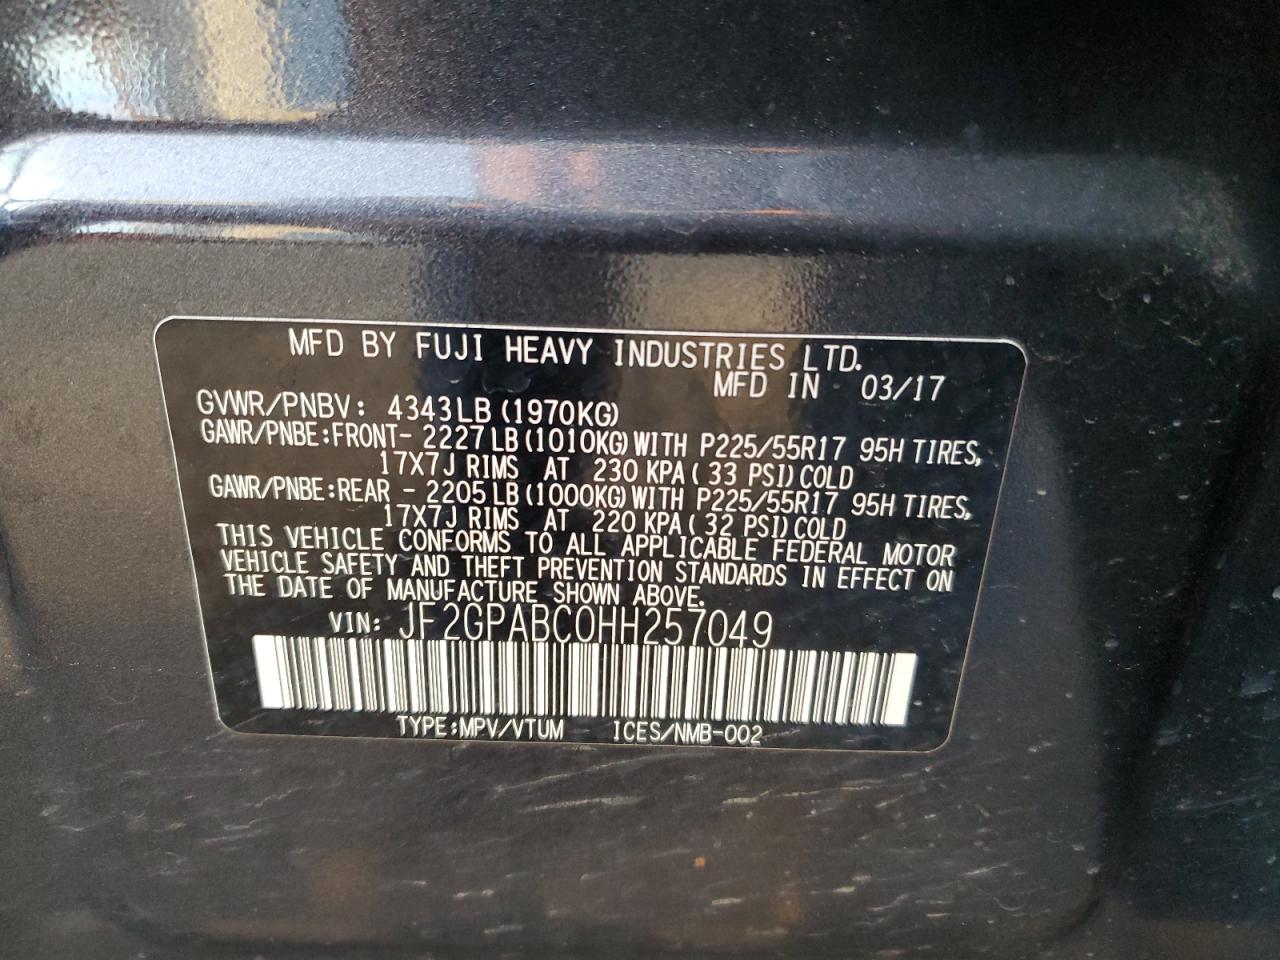 MFD BY FUJI HEAVY INDUSTRIES LTD.
MFD IN 03/17
GVWR/PNBV: 4343LB (1970KG)
GAWR/PNBE:FRONT- 2227 LB (1010KG) WITH P225/55R17 95H TIRES,
17X7J RIMS AT 230 KPA ( 33 PSI) COLD
GAWR/PNBE:REAR - 2205 LB (1000KG) WITH P225/55R17 95H TIRES,
17X7J RIMS AT 220 KPA ( 32 PSI) COLD
THIS VEHICLE CONFORMS TO ALL APPLICABLE FEDERAL MOTOR
VEHICLE SAFETY AND THEFT PREVENTION STANDARDS IN EFFECT ON
THE DATE OF MANUFACTURE SHOWN ABOVE.
VIN: JF2GPABC0HH257049
TYPE:MPV/VTUM ICES/NMB-002